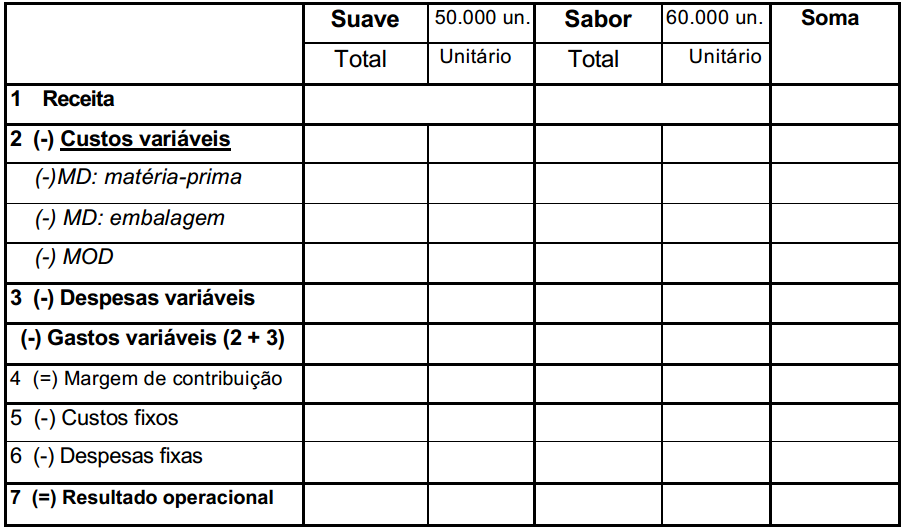 Suave 50.000 un. Sabor 60.000 un. Soma
Total Unitário Total Unitário
1 Receita
2 (-) Custos variáveis
(-)MD: matéria-prima
(-) MD: embalagem
(-) MOD
3 (-) Despesas variáveis
(-) Gastos variáveis (2 + 3)
4 (=) Margem de contribuição
5 (-) Custos fixos
6 (-) Despesas fixas
7 (=) Resultado operacional